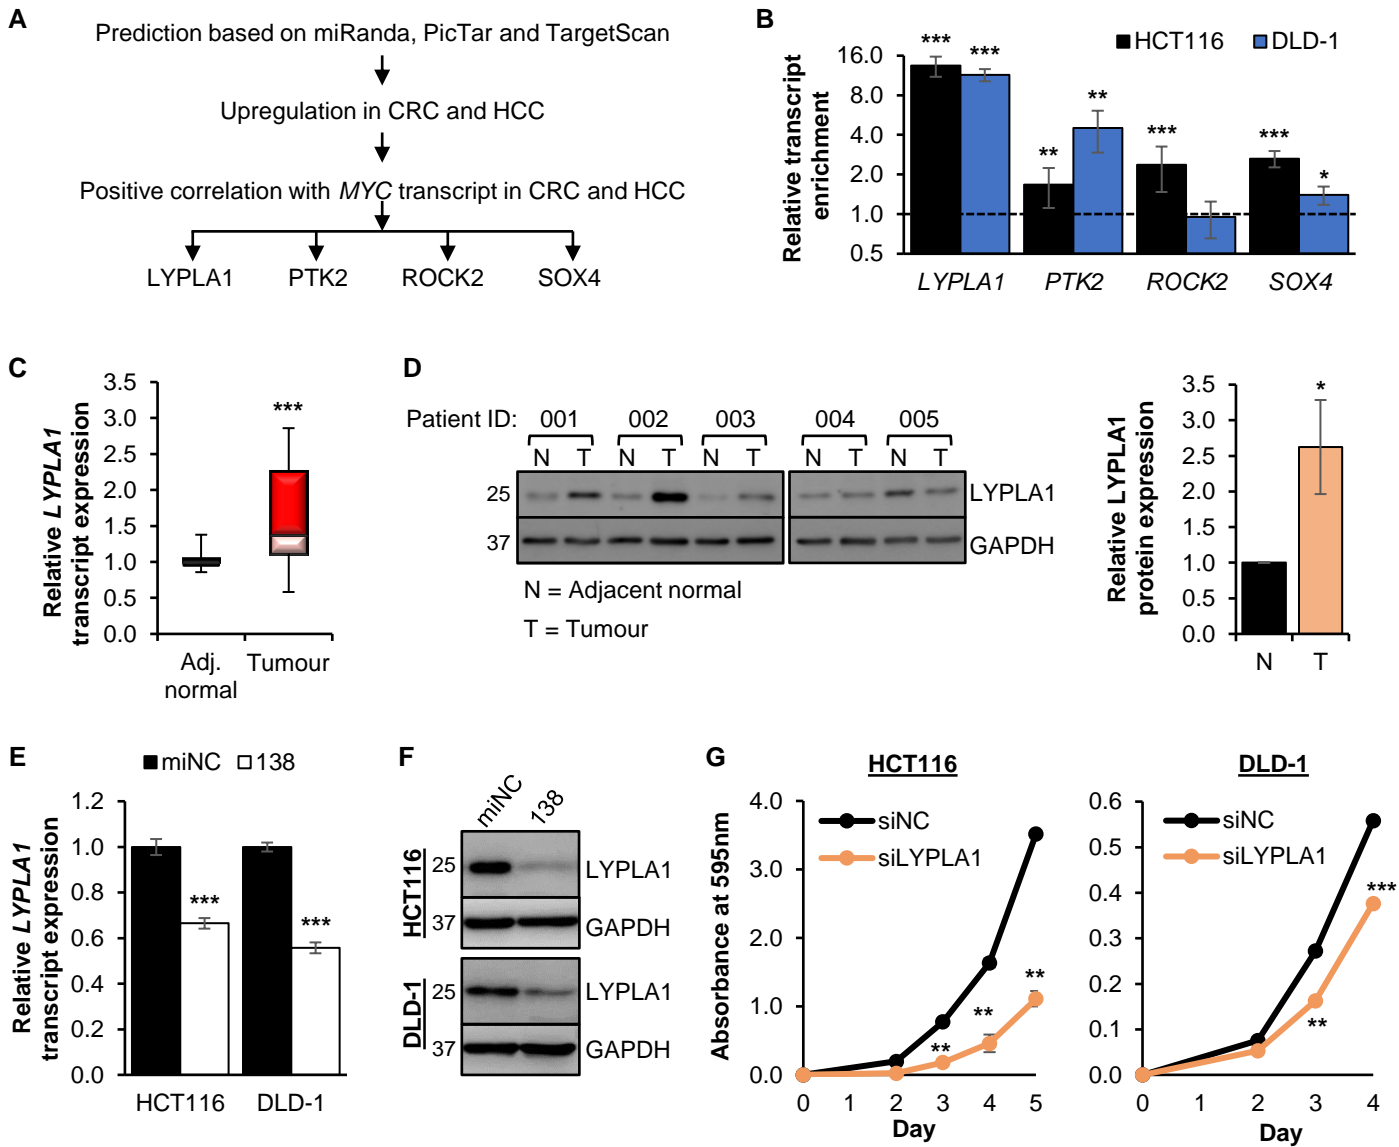 A
Prediction based on miRanda, PicTar and TargetScan
Upregulation in CRC and HCC
Positive correlation with MYC transcript in CRC and HCC
LYPLA1 PTK2 ROCK2 SOX4
B
HCT116 DLD-1
Relative transcript
enrichment
16.0
8.0
4.0
2.0
1.0
0.5
*** *** ** ** *** *** *
LYPLA1 PTK2 ROCK2 SOX4
C
Relative LYPLA1
transcript expression
3.5
3.0
2.5
2.0
1.5
1.0
0.5
0.0
***
Adj.
normal
Tumour
D
Patient ID: 001 002 003 004 005
N T N T N T N T N T
25 LYPLA1
37 GAPDH
N = Adjacent normal
T = Tumour
Relative LYPLA1
protein expression
3.5
3.0
2.5
2.0
1.5
1.0
0.5
0.0
*
N T
E
miNC 138
Relative LYPLA1
transcript expression
1.2
1.0
0.8
0.6
0.4
0.2
0.0
*** ***
HCT116 DLD-1
F
miNC 138
HCT116
25 LYPLA1
37 GAPDH
DLD-1
25 LYPLA1
37 GAPDH
G
HCT116
siNC
siLYPLA1
Absorbance at 595nm
4.0
3.0
2.0
1.0
0.0
** ** **
0 1 2 3 4 5
Day
DLD-1
siNC
siLYPLA1
0.6
0.5
0.4
0.3
0.2
0.1
0.0
** ***
0 1 2 3 4
Day